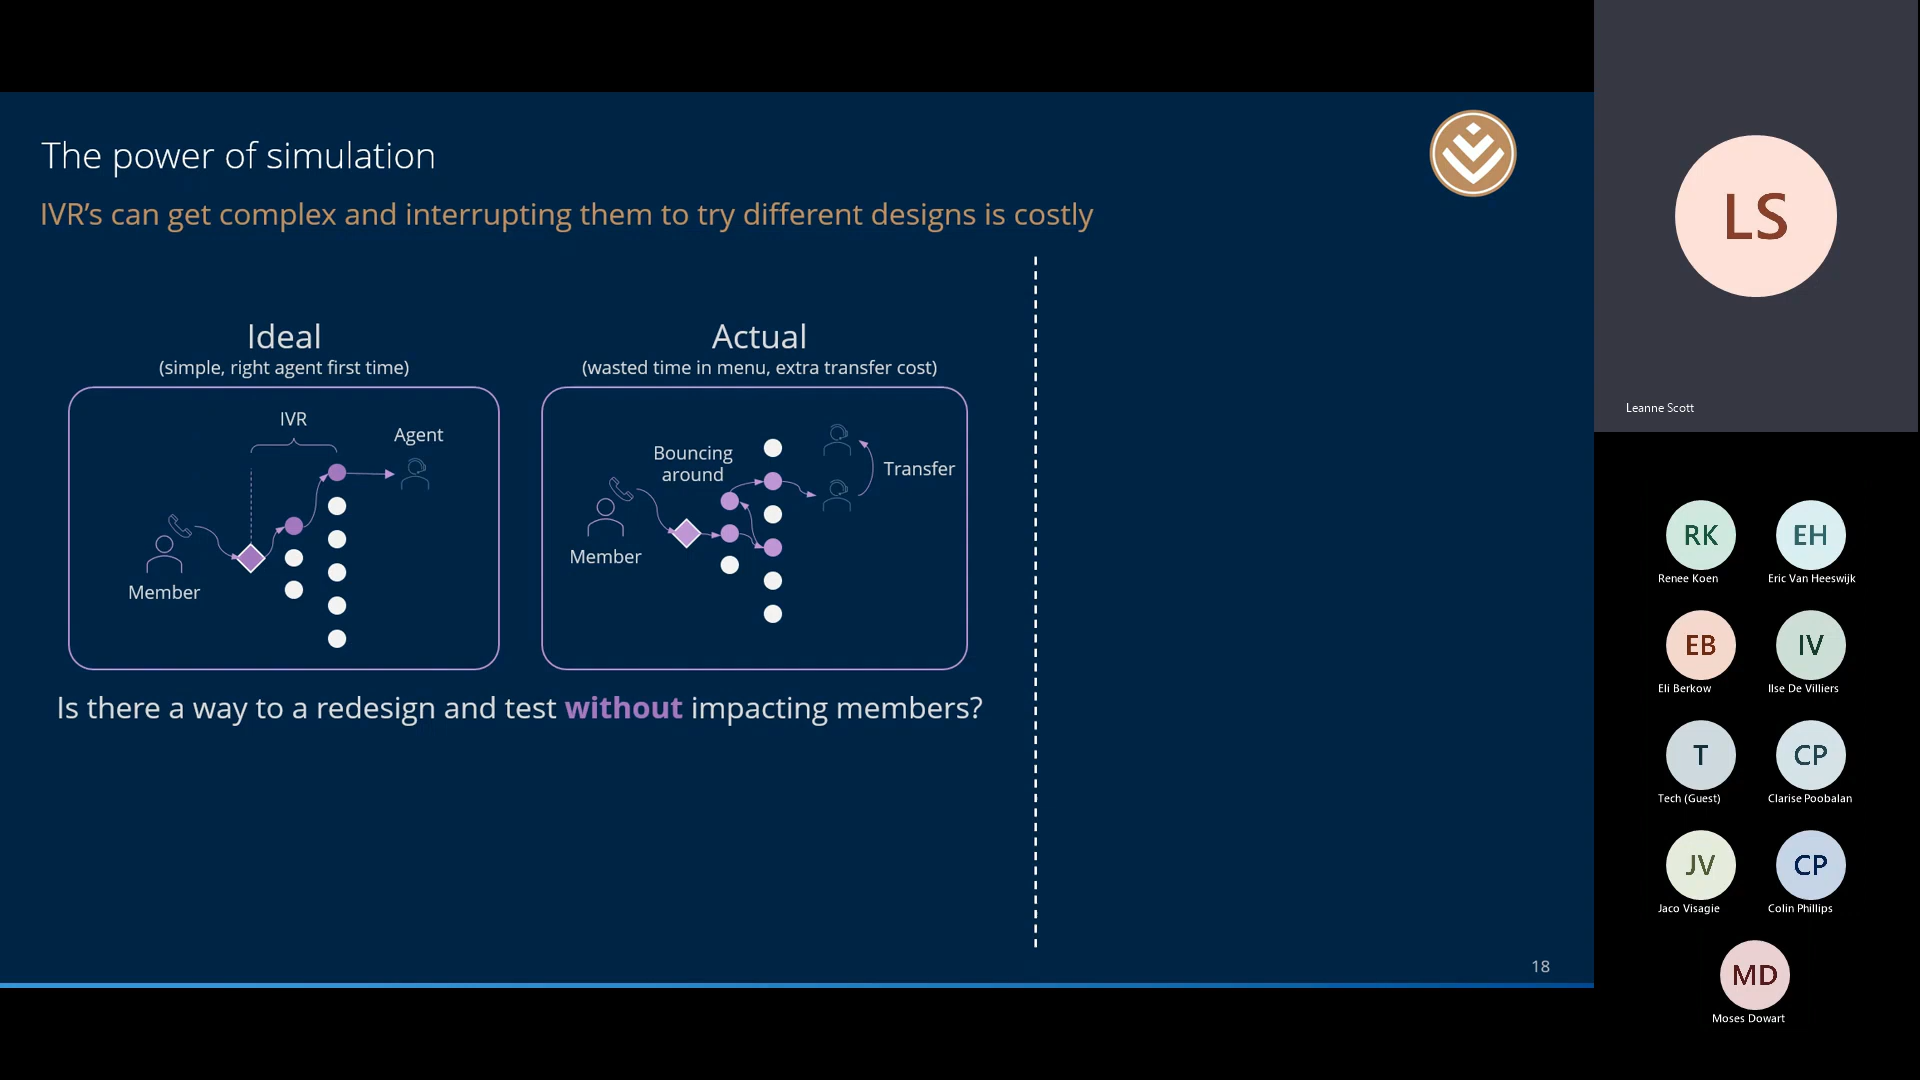 The power of simulation
IVR's can get complex and interrupting them to try different designs is costly
Ideal
(simple, right agent first time)
IVR
Agent
Member
Actual
(wasted time in menu, extra transfer cost)
Bouncing
around
Transfer
Member
Is there a way to a redesign and test without impacting members?
18
LS
Leanne Scott
RK
Renee Koen
EH
Eric Van Heeswijk
EB
Eli Berkow
IV
Ilse De Villiers
T
Tech (Guest)
CP
Clarise Poobalan
JV
Jaco Visagie
CP
Colin Phillips
MD
Moses Dowart